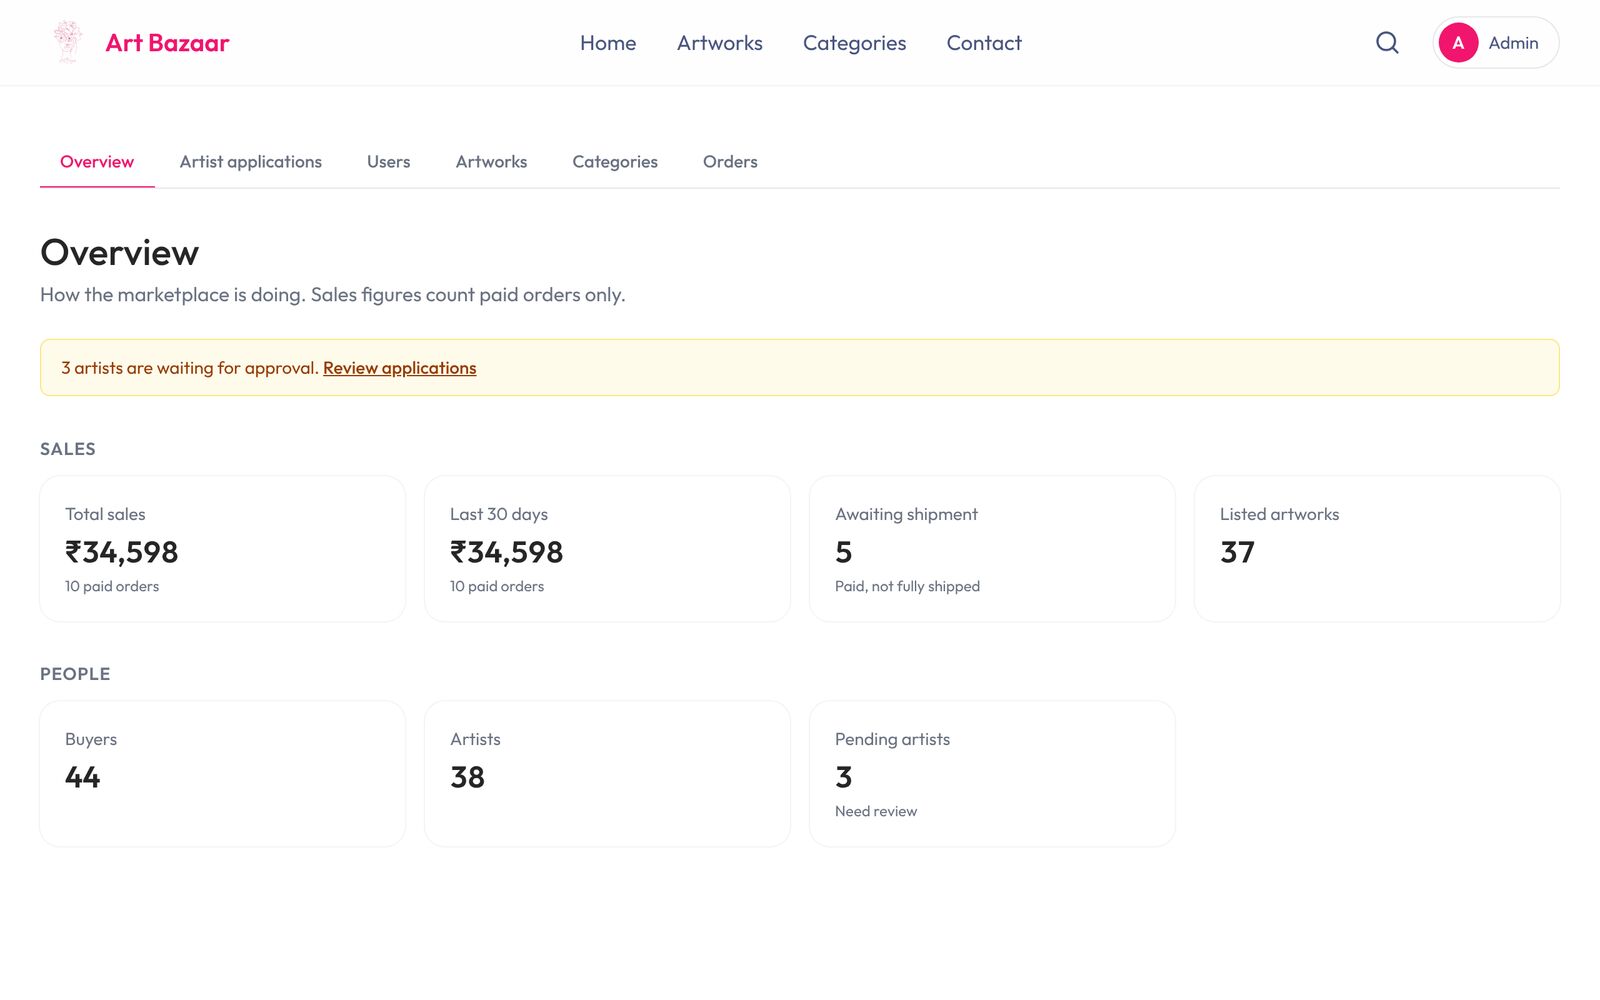 Art Bazaar
Home Artworks Categories Contact
A Admin
Overview Artist applications Users Artworks Categories Orders
Overview
How the marketplace is doing. Sales figures count paid orders only.
3 artists are waiting for approval. Review applications
SALES
Total sales
₹34,598
10 paid orders
Last 30 days
₹34,598
10 paid orders
Awaiting shipment
5
Paid, not fully shipped
Listed artworks
37
PEOPLE
Buyers
44
Artists
38
Pending artists
3
Need review